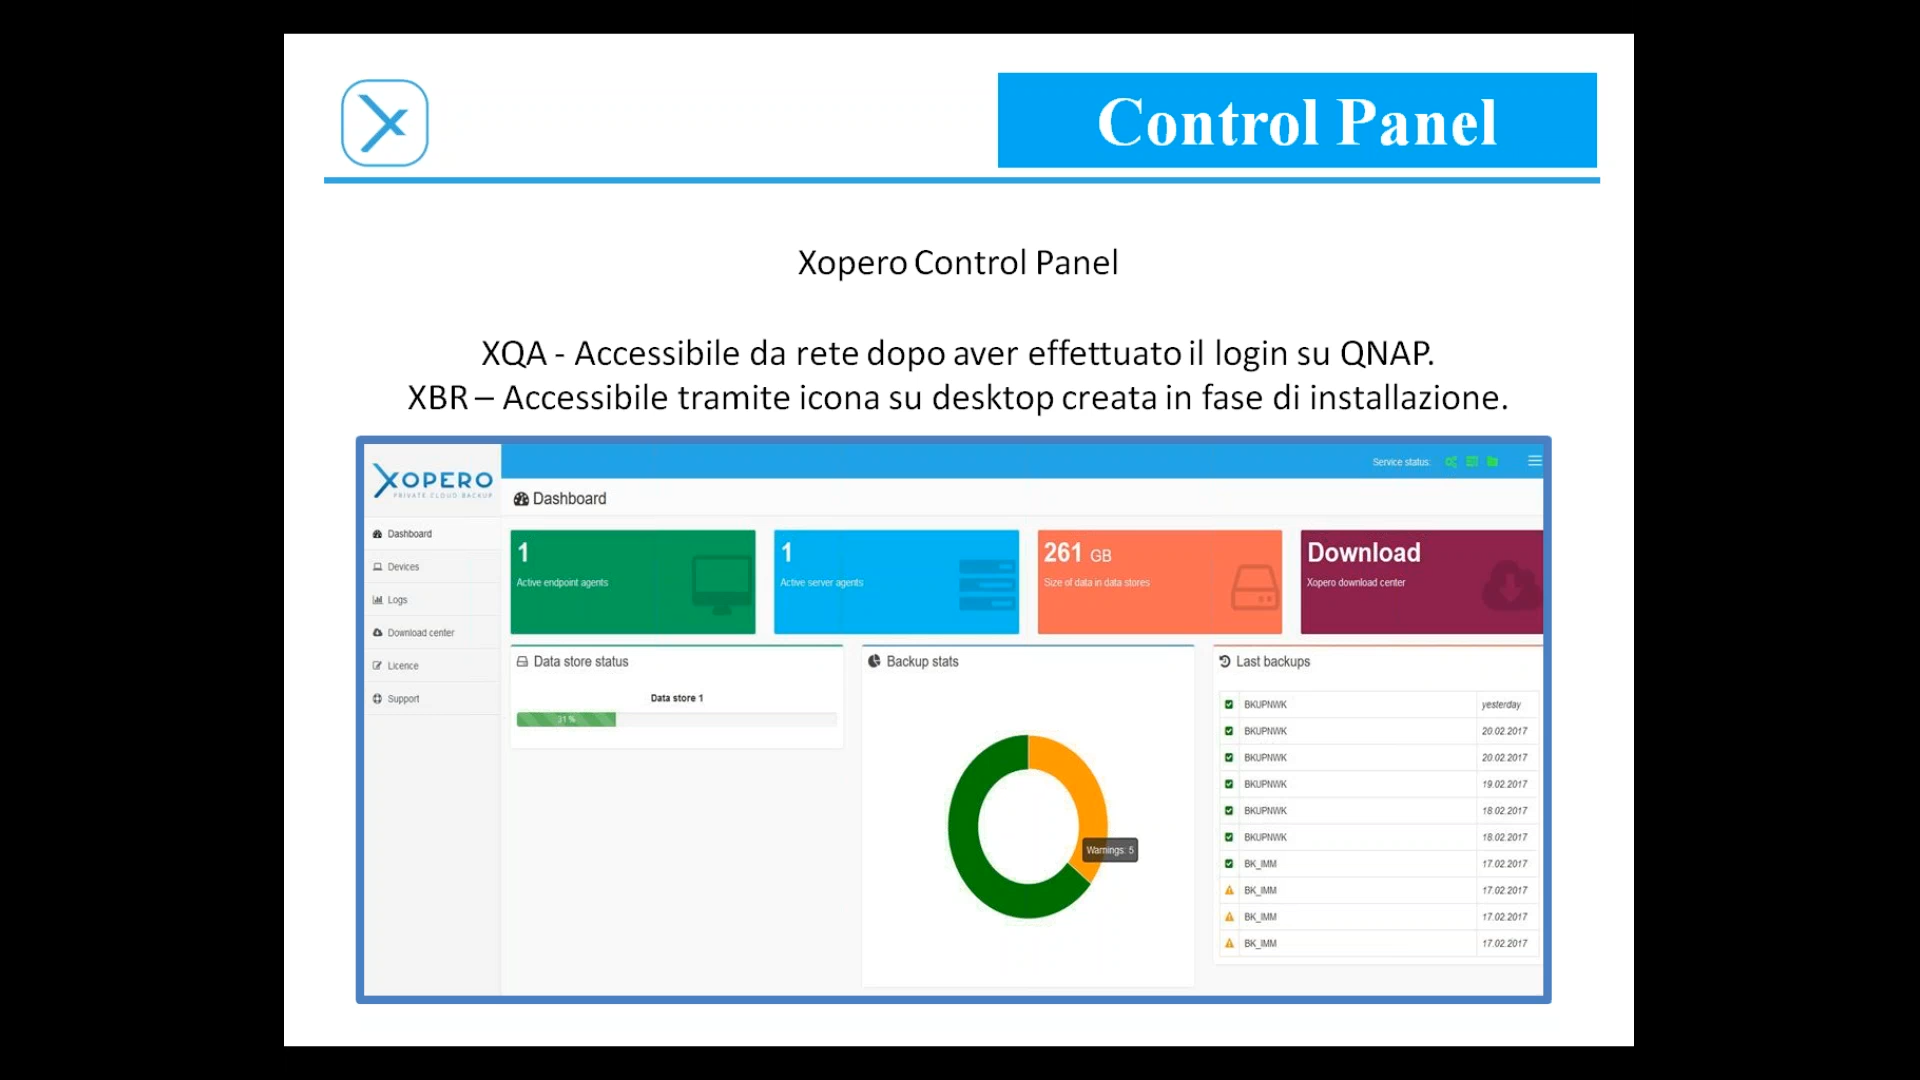 Control Panel
Xopero Control Panel
XQA - Accessibile da rete dopo aver effettuato il login su QNAP.
XBR – Accessibile tramite icona su desktop creata in fase di installazione.
XOPERO
PRIVATE CLOUD BACKUP
Service status:
Dashboard
Dashboard
Devices
Logs
Download center
Licence
Support
1
Active endpoint agents
1
Active server agents
261 GB
Size of data in data stores
Download
Xopero download center
Data store status
Data store 1
31 %
Backup stats
Warnings: 5
Last backups
BKUPNWK yesterday
BKUPNWK 20.02.2017
BKUPNWK 20.02.2017
BKUPNWK 19.02.2017
BKUPNWK 18.02.2017
BKUPNWK 18.02.2017
BK_IMM 17.02.2017
BK_IMM 17.02.2017
BK_IMM 17.02.2017
BK_IMM 17.02.2017